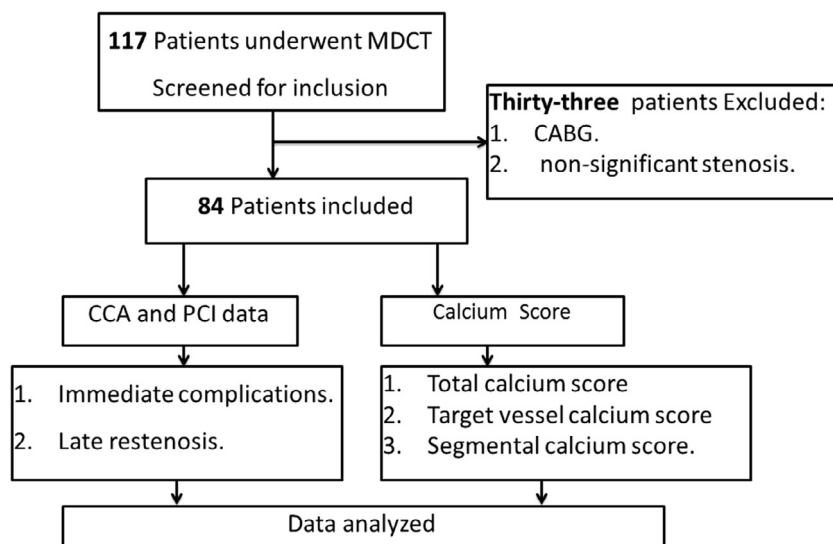 117 Patients underwent MDCT
Screened for inclusion
Thirty-three patients Excluded:
1. CABG.
2. non-significant stenosis.
84 Patients included
CCA and PCI data
Calcium Score
1. Immediate complications.
2. Late restenosis.
1. Total calcium score
2. Target vessel calcium score
3. Segmental calcium score.
Data analyzed